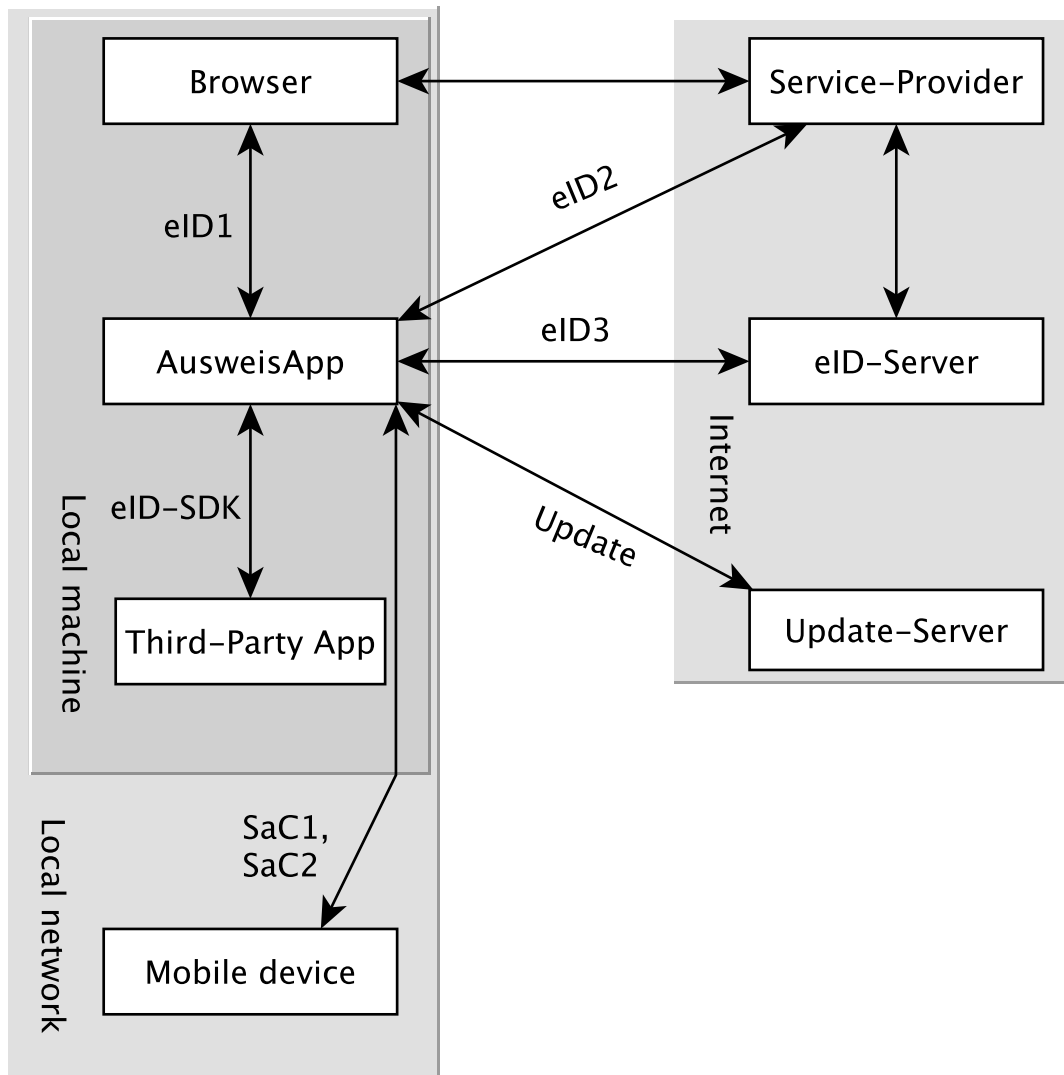 Browser
Service–Provider
eID2
eID1
eID3
AusweisApp
eID–Server
Internet
eID–SDK
Update
Local machine
Third–Party App
Update–Server
SaC1,
SaC2
Local network
Mobile device